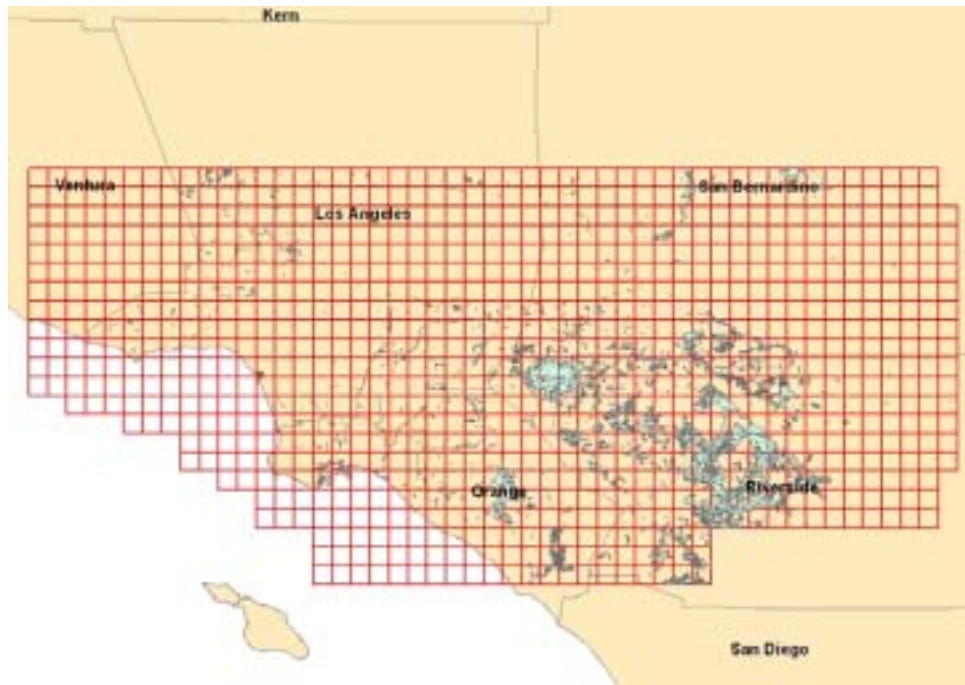 Kern
Ventura
San Bernardino
Los Angeles
Orange
Riverside
San Diego